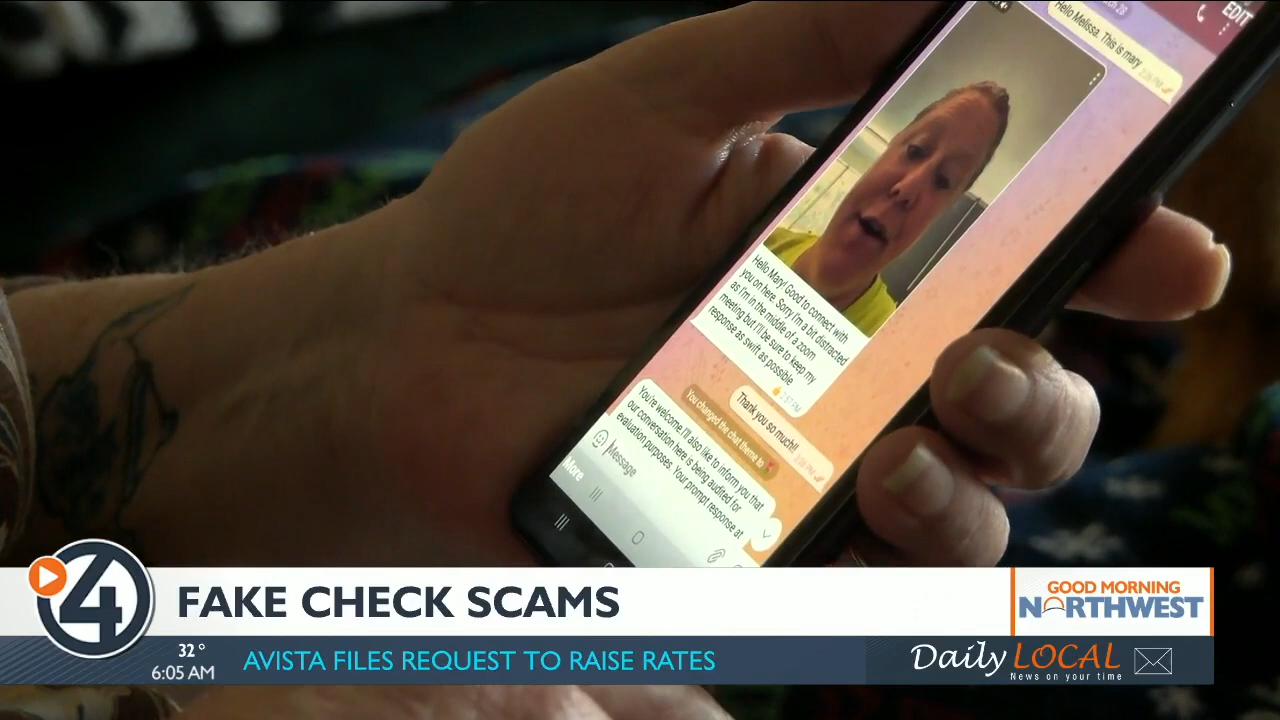 EDIT
Hello Melissa. This is mary
Hello Mary! Good to connect with
you on here. Sorry I'm a bit distracted
as I'm in the middle of a zoom
meeting but I'll be sure to keep my
response as swift as possible
2:57 PM
Thank you so much!!
You changed the chat theme to
You're welcome. I'll also like to inform you that
our conversation here is being audited for
evaluation purposes. Your prompt response at
Message
More
4
FAKE CHECK SCAMS
GOOD MORNING
NORTHWEST
32°
6:05 AM
AVISTA FILES REQUEST TO RAISE RATES
Daily LOCAL
News on your time